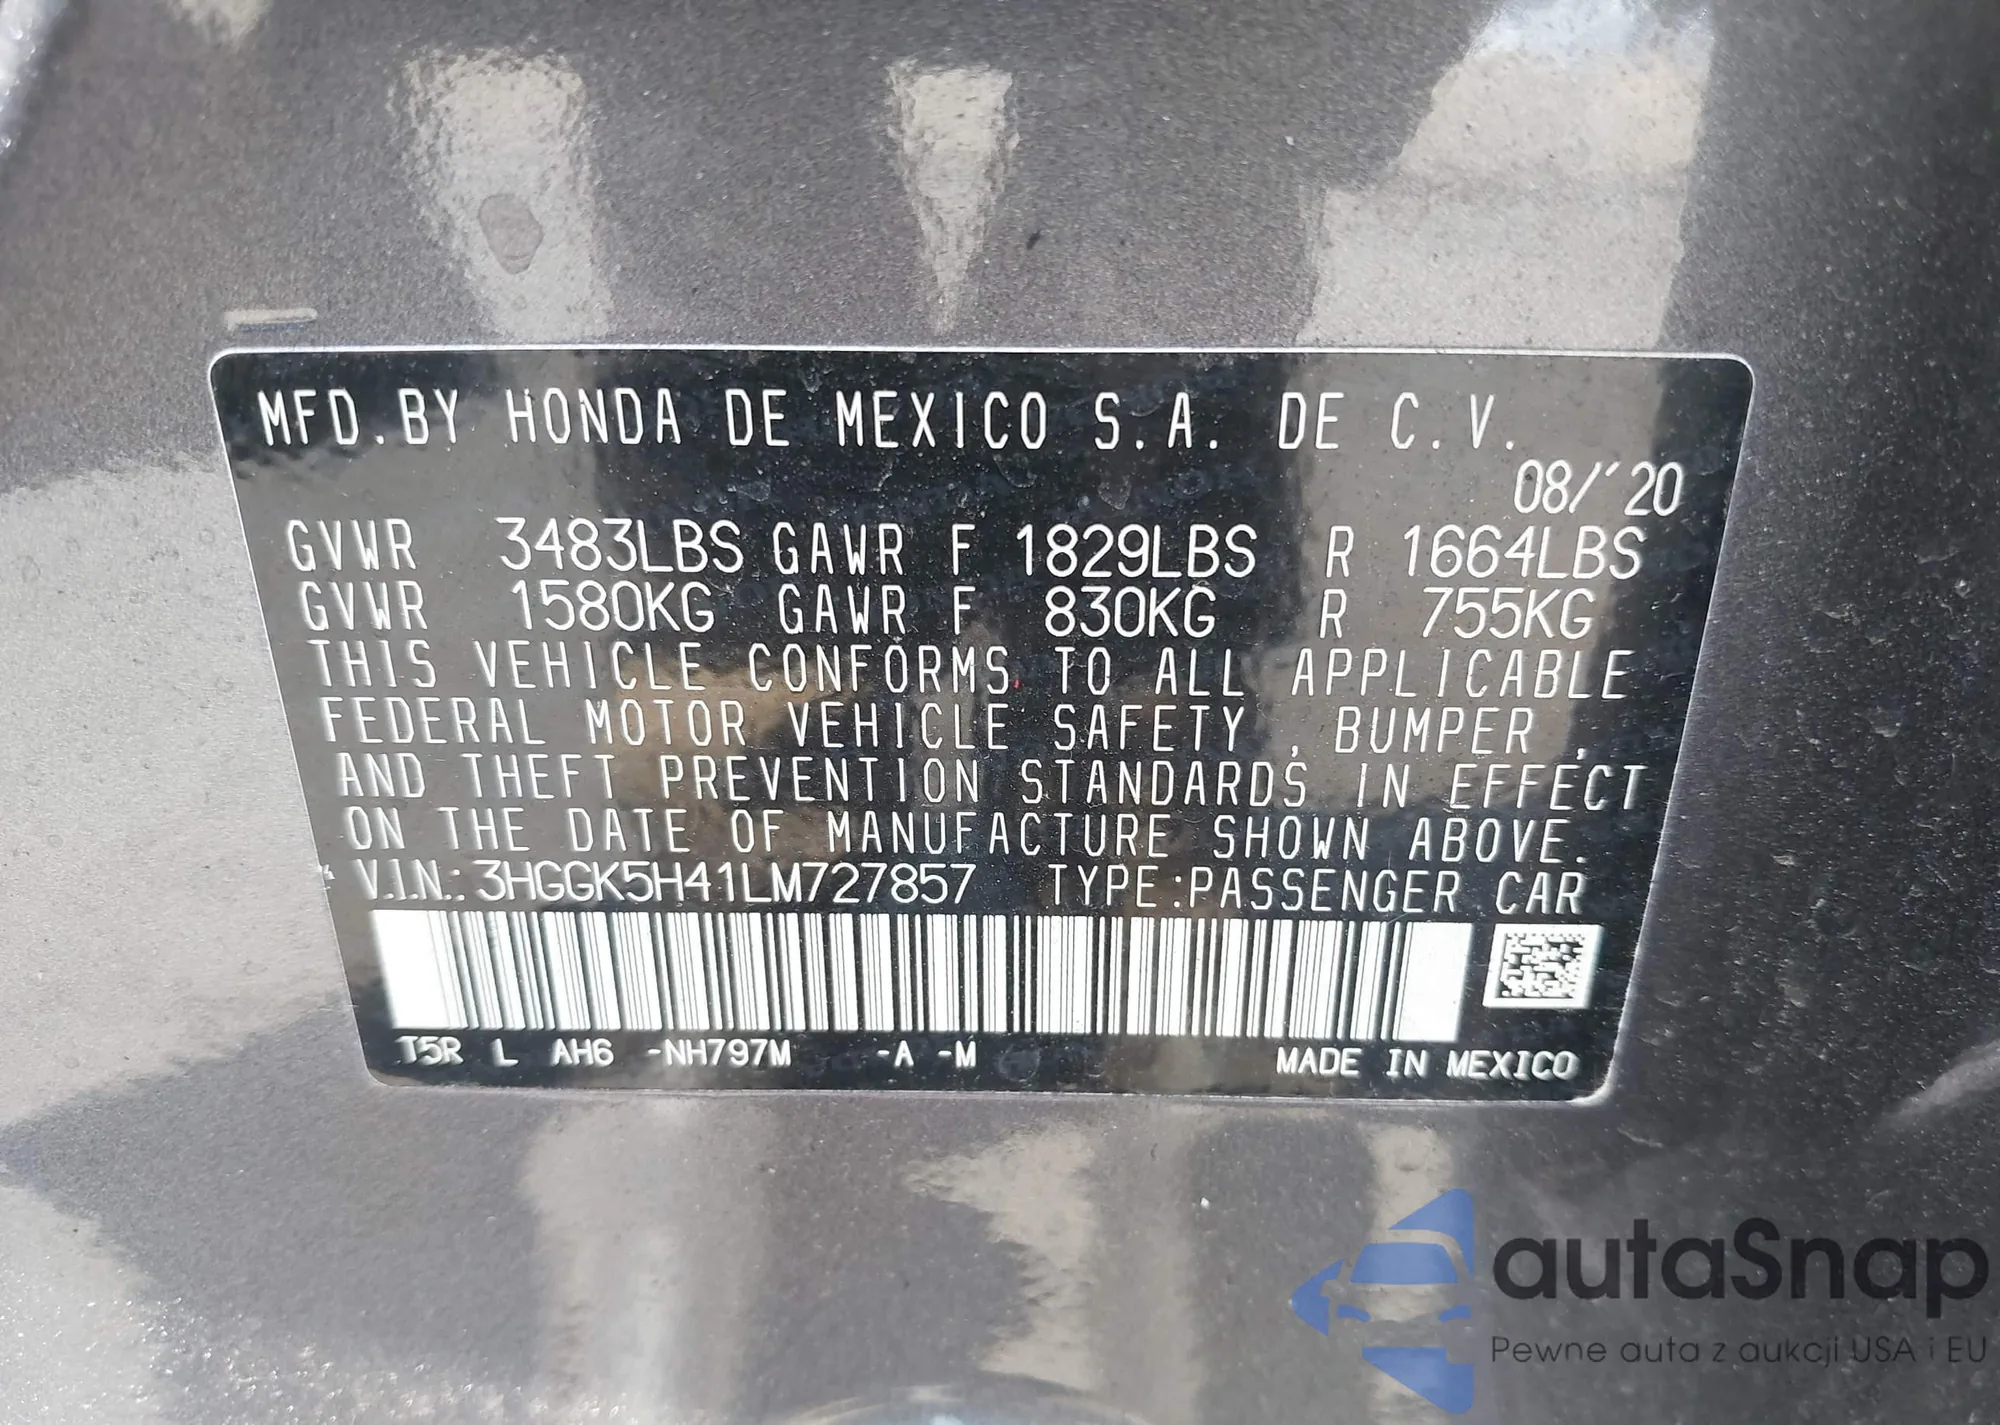 MFD.BY HONDA DE MEXICO S.A. DE C.V.
08/'20
GVWR 3483LBS GAWR F 1829LBS R 1664LBS
GVWR 1580KG GAWR F 830KG R 755KG
THIS VEHICLE CONFORMS TO ALL APPLICABLE
FEDERAL MOTOR VEHICLE SAFETY , BUMPER ,
AND THEFT PREVENTION STANDARDS IN EFFECT
ON THE DATE OF MANUFACTURE SHOWN ABOVE.
* V.I.N.: 3HGGK5H41LM727857 TYPE:PASSENGER CAR
T5R L AH6 -NH797M -A -M MADE IN MEXICO
autaSnap
Pewne auta z aukcji USA i EU